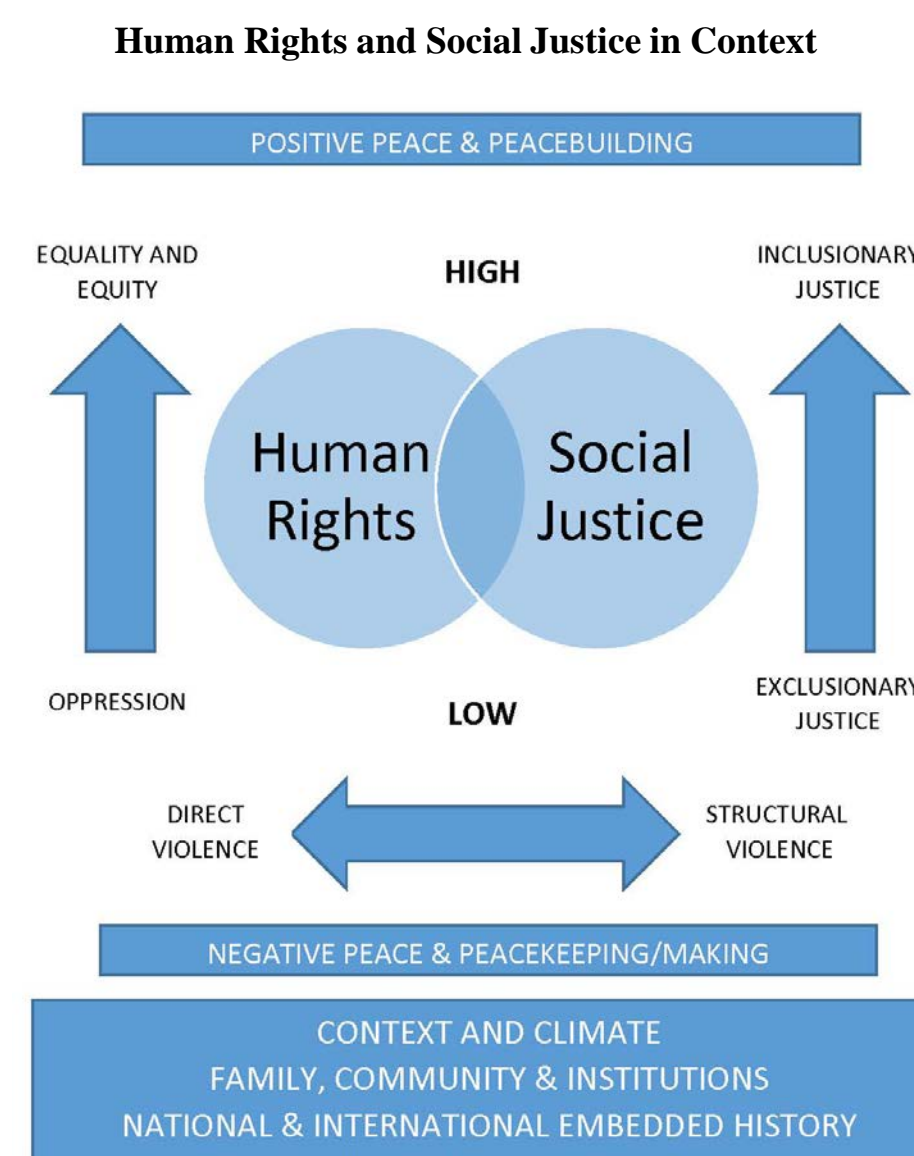 Human Rights and Social Justice in Context
POSITIVE PEACE & PEACEBUILDING
EQUALITY AND
EQUITY
HIGH
INCLUSIONARY
JUSTICE
Human
Rights
Social
Justice
OPPRESSION
LOW
EXCLUSIONARY
JUSTICE
DIRECT
VIOLENCE
STRUCTURAL
VIOLENCE
NEGATIVE PEACE & PEACEKEEPING/MAKING
CONTEXT AND CLIMATE
FAMILY, COMMUNITY & INSTITUTIONS
NATIONAL & INTERNATIONAL EMBEDDED HISTORY